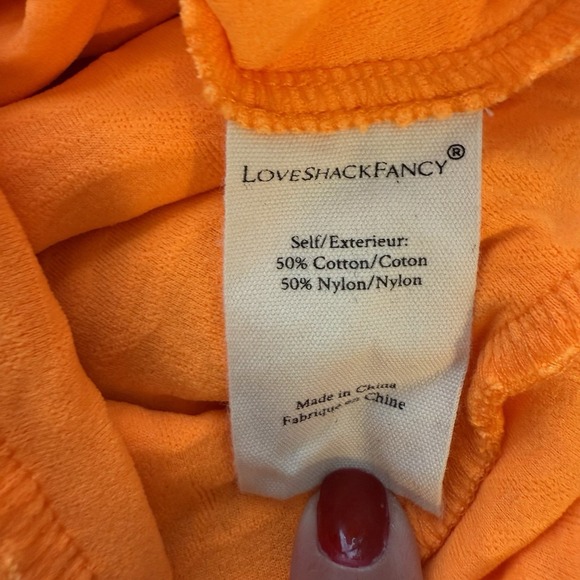 LOVESHACKFANCY®
Self/Exterieur:
50% Cotton/Coton
50% Nylon/Nylon
Made in China
Fabriqué en Chine